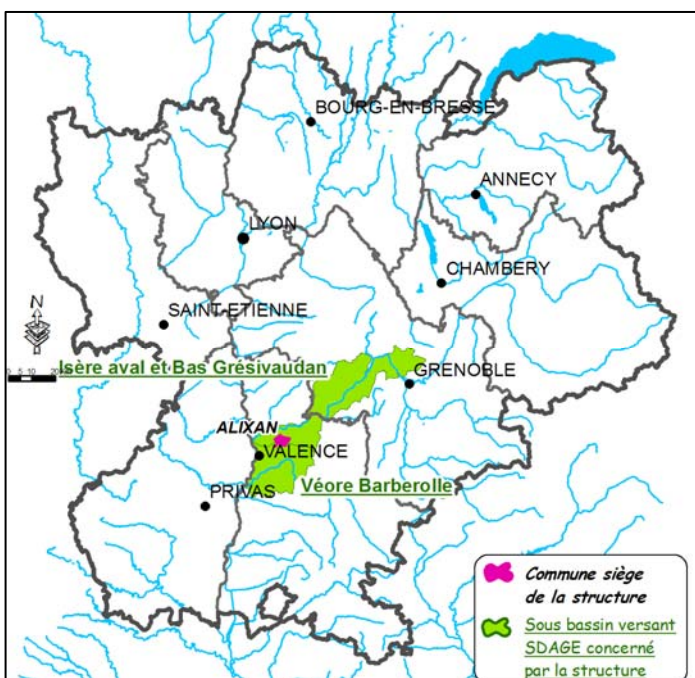 BOURG-EN-BRESSE
ANNECY
LYON
CHAMBERY
SAINT-ETIENNE
N
Isère aval et Bas Grésivaudan
GRENOBLE
ALIXAN
VALENCE
Véore Barberolle
PRIVAS
Commune siège
de la structure
Sous bassin versant
SDAGE concerné
par la structure